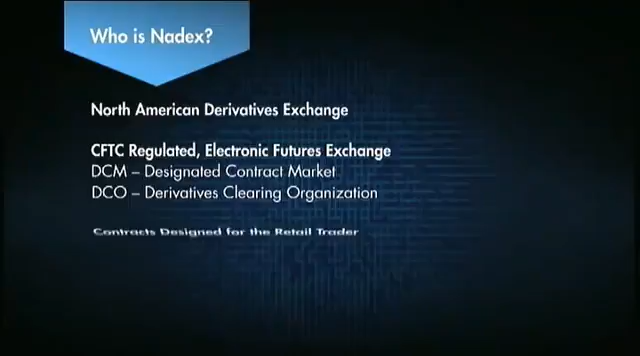 Who is Nadex?
North American Derivatives Exchange
CFTC Regulated, Electronic Futures Exchange
DCM – Designated Contract Market
DCO – Derivatives Clearing Organization
Contracts Designed for the Retail Trader